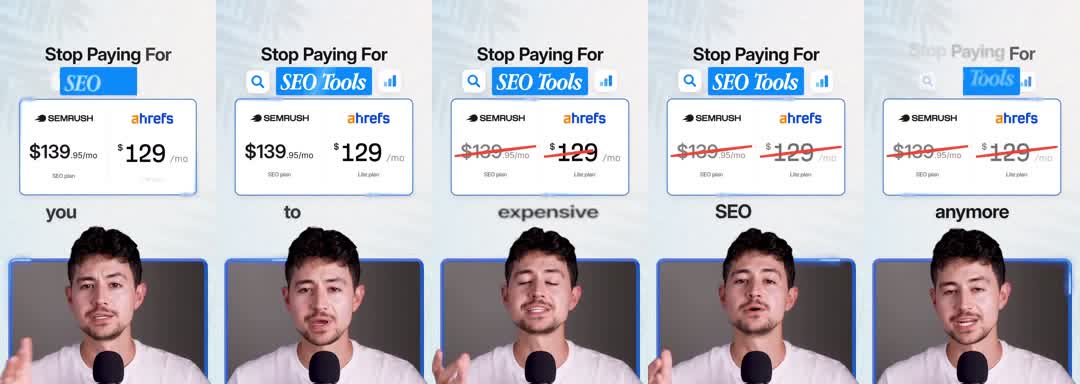 Stop Paying For
SEO
SEMRUSH
ahrefs
$139.95/mo
$129 /mo
SEO plan
you
Stop Paying For
SEO Tools
SEMRUSH
ahrefs
$139.95/mo
$129 /mo
SEO plan
Lite plan
to
Stop Paying For
SEO Tools
SEMRUSH
ahrefs
$139.95/mo
$129 /mo
SEO plan
Lite plan
expensive
Stop Paying For
SEO Tools
SEMRUSH
ahrefs
$139.95/mo
$129 /mo
SEO plan
Lite plan
SEO
Stop Paying For
Tools
SEMRUSH
ahrefs
$139.95/mo
$129 /mo
SEO plan
Lite plan
anymore